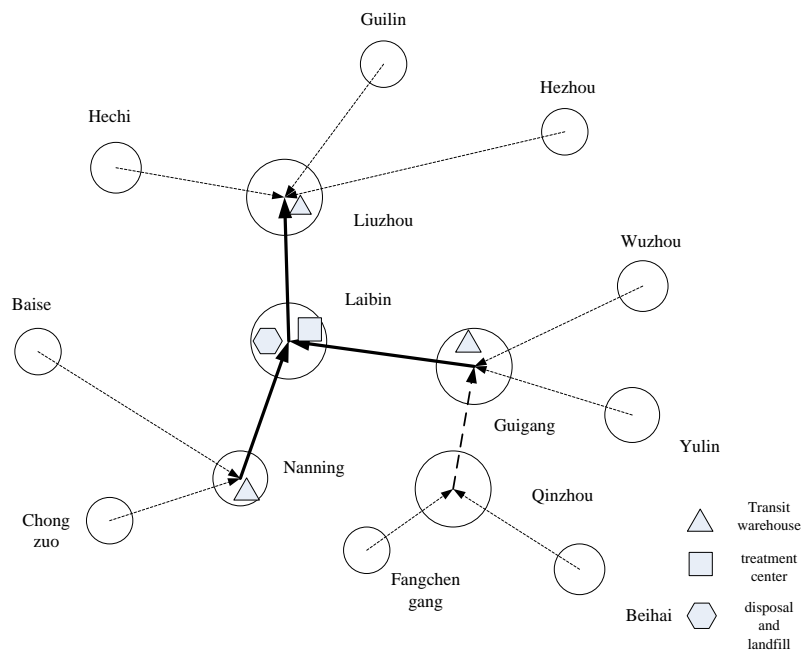 Guilin
Hezhou
Hechi
Liuzhou
Wuzhou
Laibin
Baise
Guigang
Yulin
Nanning
Qinzhou
Chong
zuo
Transit
warehouse
treatment
center
Fangchen
gang
Beihai
disposal
and
landfill